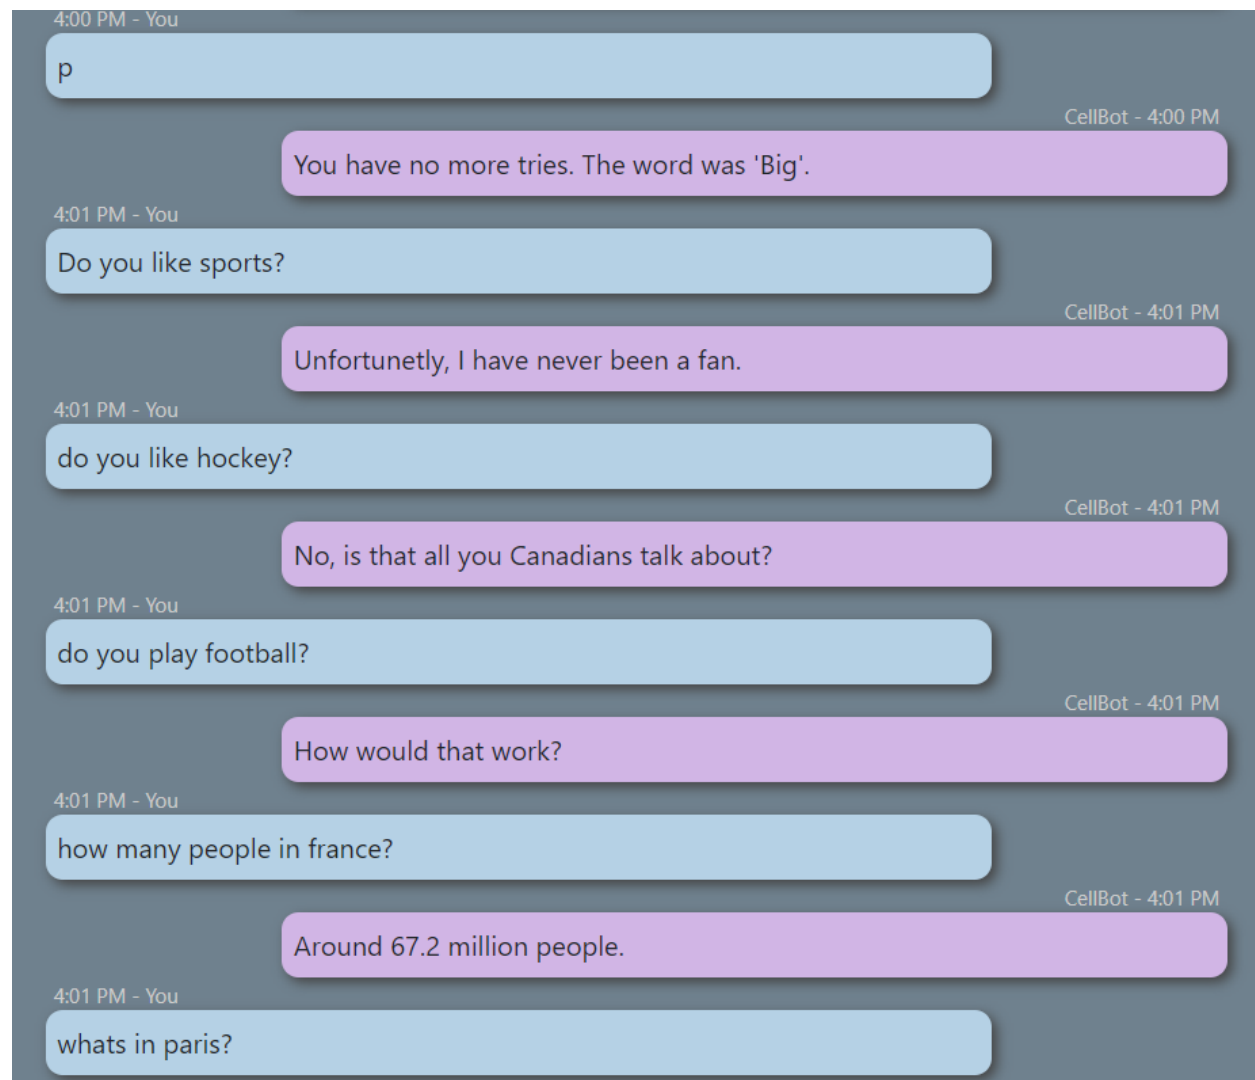 4:00 PM - You
p
CellBot - 4:00 PM
You have no more tries. The word was 'Big'.
4:01 PM - You
Do you like sports?
CellBot - 4:01 PM
Unfortunetly, I have never been a fan.
4:01 PM - You
do you like hockey?
CellBot - 4:01 PM
No, is that all you Canadians talk about?
4:01 PM - You
do you play football?
CellBot - 4:01 PM
How would that work?
4:01 PM - You
how many people in france?
CellBot - 4:01 PM
Around 67.2 million people.
4:01 PM - You
whats in paris?